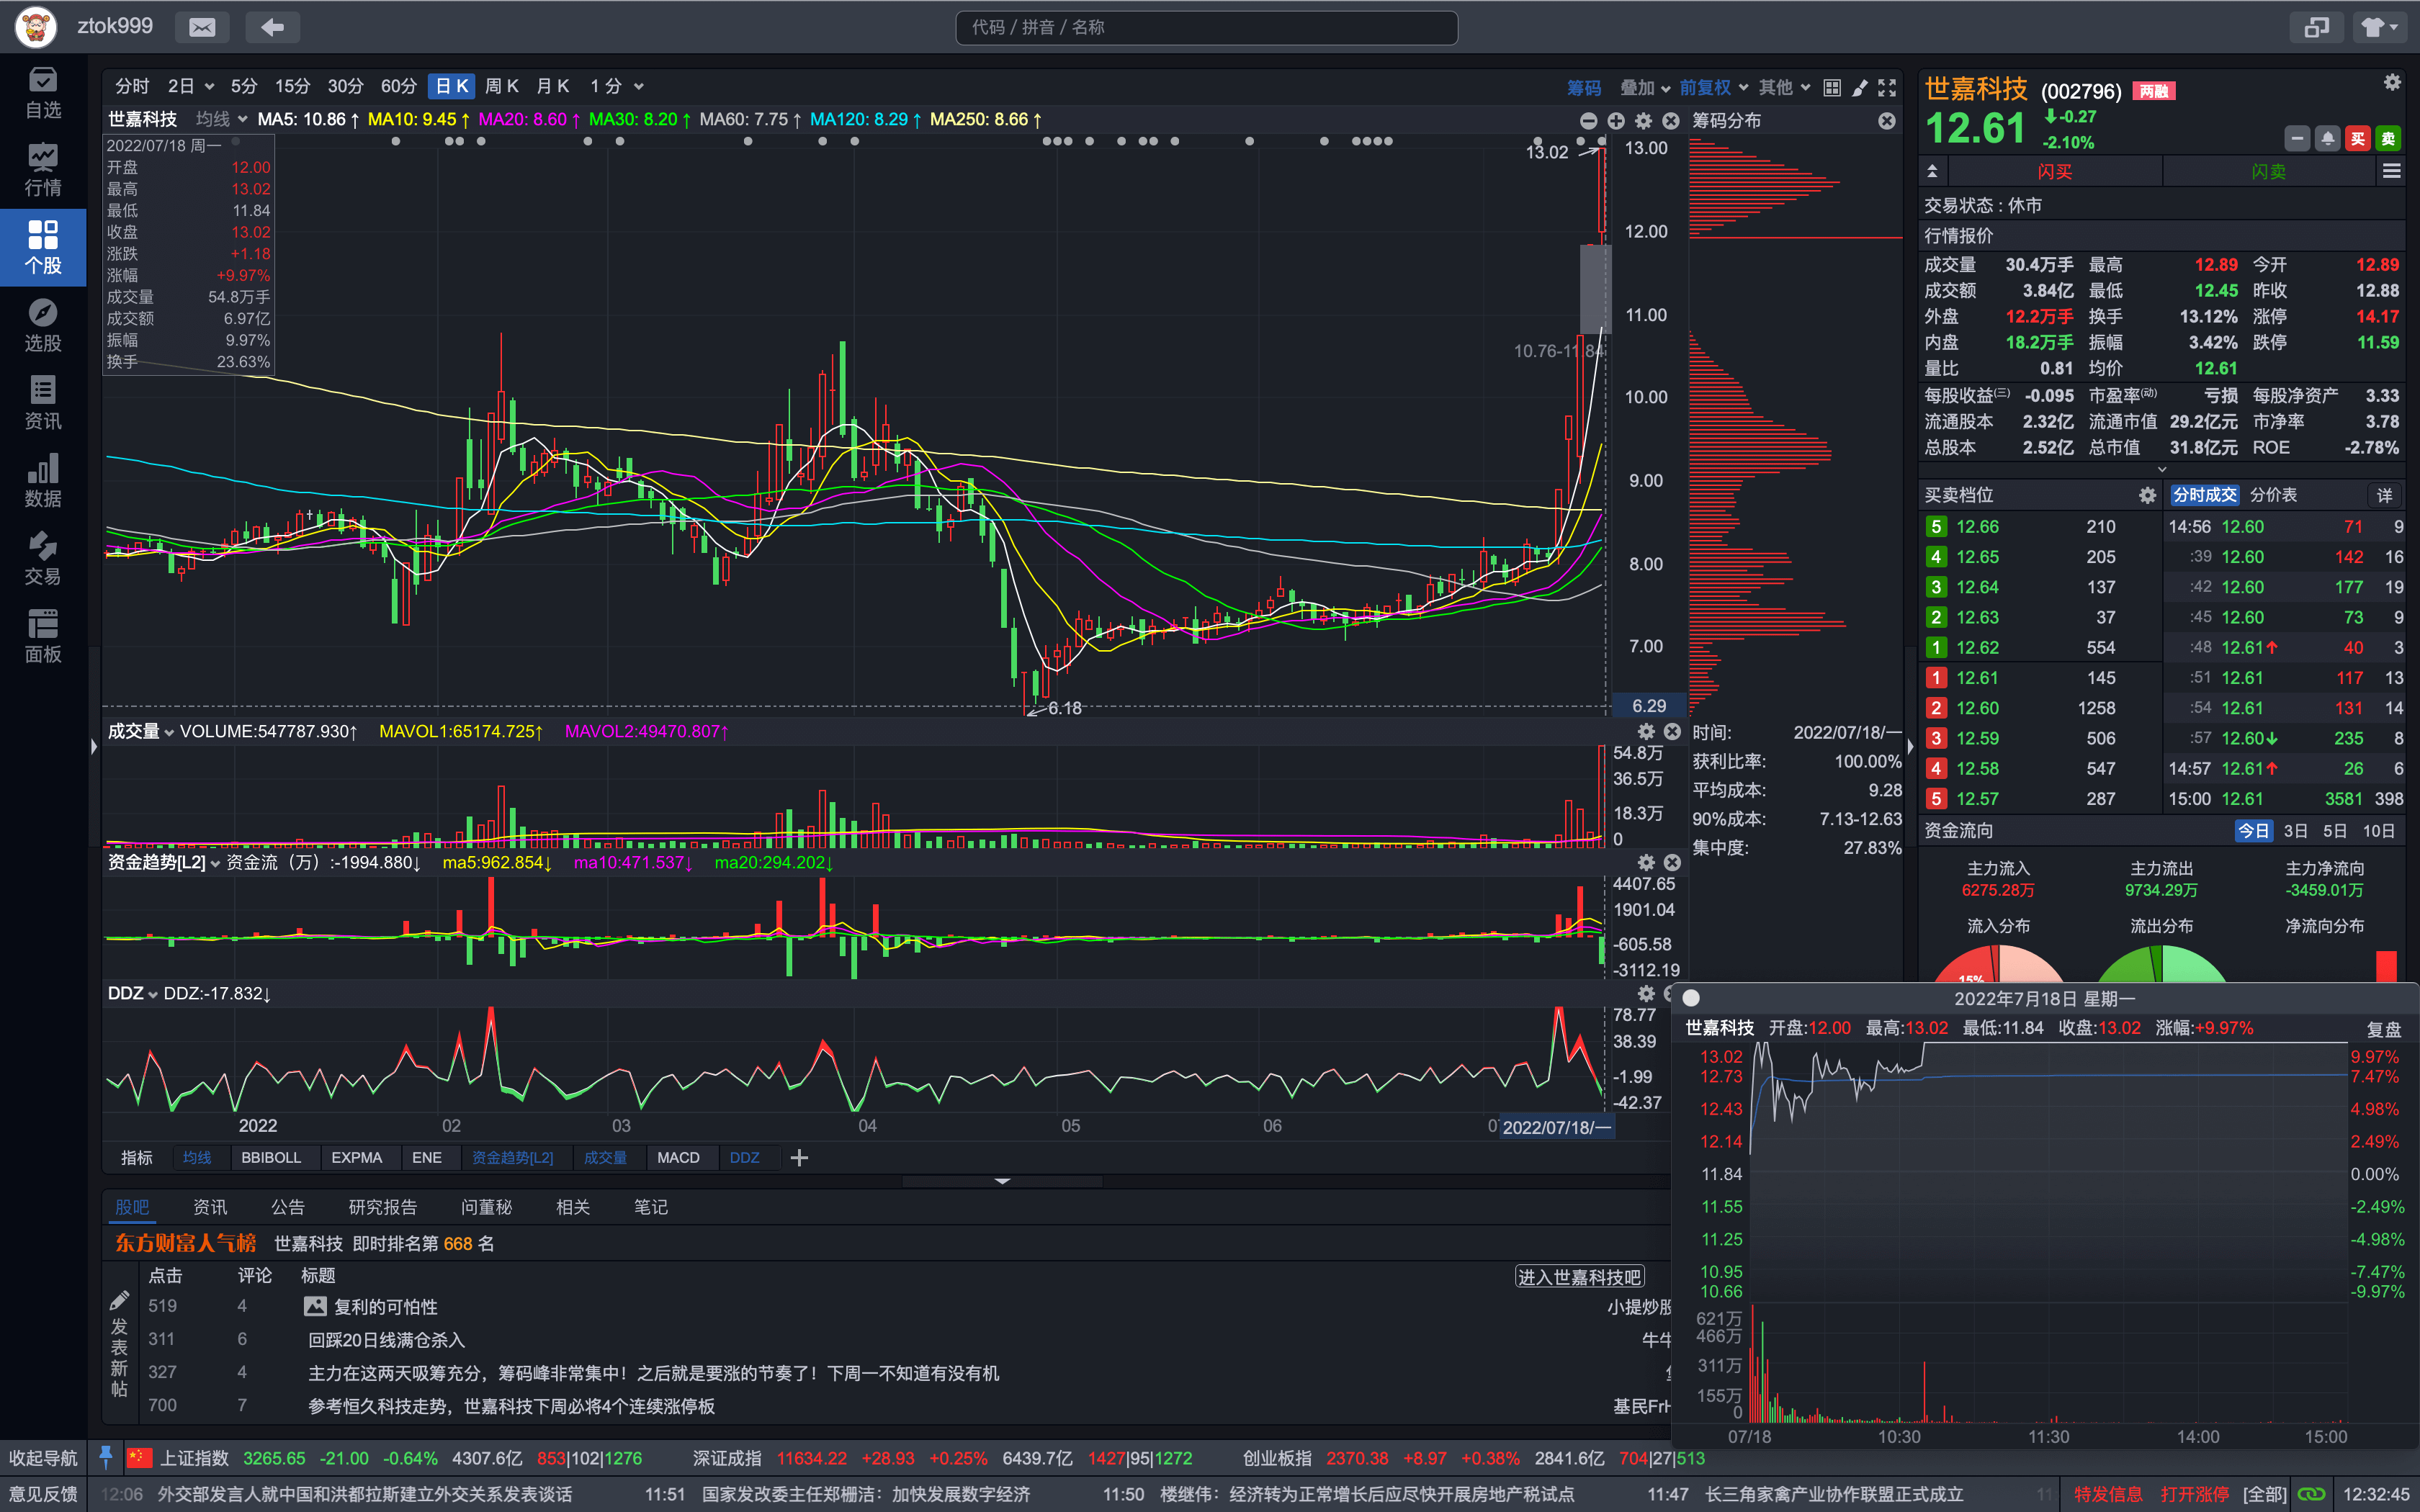 ztok999
代码 / 拼音 / 名称
自选
行情
个股
选股
资讯
数据
交易
面板
分时 2日 5分 15分 30分 60分 日K 周K 月K 1分 筹码 叠加 前复权 其他
世嘉科技 均线 MA5: 10.86↑ MA10: 9.45↑ MA20: 8.60↑ MA30: 8.20↑ MA60: 7.75↑ MA120: 8.29↑ MA250: 8.66↑
2022/07/18 周一
开盘 12.00
最高 13.02
最低 11.84
收盘 13.02
涨跌 +1.18
涨幅 +9.97%
成交量 54.8万手
成交额 6.97亿
振幅 9.97%
换手 23.63%
13.02
10.76-11.84
6.18
13.00
12.00
11.00
10.00
9.00
8.00
7.00
6.29
筹码分布
时间: 2022/07/18/一
获利比率: 100.00%
平均成本: 9.28
90%成本: 7.13-12.63
集中度: 27.83%
成交量 VOLUME:547787.930↑ MAVOL1:65174.725↑ MAVOL2:49470.807↑
54.8万
36.5万
18.3万
0
资金趋势[L2] 资金流（万）:-1994.880↓ ma5:962.854↓ ma10:471.537↓ ma20:294.202↓
4407.65
1901.04
-605.58
-3112.19
DDZ DDZ:-17.832↓
78.77
38.39
-1.99
-42.37
2022 02 03 04 05 06 2022/07/18/一
指标 均线 BBIBOLL EXPMA ENE 资金趋势[L2] 成交量 MACD DDZ
股吧 资讯 公告 研究报告 问董秘 相关 笔记
东方财富人气榜 世嘉科技 即时排名第 668 名
点击 评论 标题 进入世嘉科技吧
发表新帖
519 4 复利的可怕性 小提炒股
311 6 回踩20日线满仓杀入 牛牛
327 4 主力在这两天吸筹充分，筹码峰非常集中！之后就是要涨的节奏了！下周一不知道有没有机
700 7 参考恒久科技走势，世嘉科技下周必将4个连续涨停板 基民FrH
世嘉科技 (002796) 两融
12.61 -0.27
-2.10%
买 卖
闪买 闪卖
交易状态 : 休市
行情报价
成交量 30.4万手 最高 12.89 今开 12.89
成交额 3.84亿 最低 12.45 昨收 12.88
外盘 12.2万手 换手 13.12% 涨停 14.17
内盘 18.2万手 振幅 3.42% 跌停 11.59
量比 0.81 均价 12.61
每股收益(三) -0.095 市盈率(动) 亏损 每股净资产 3.33
流通股本 2.32亿 流通市值 29.2亿元 市净率 3.78
总股本 2.52亿 总市值 31.8亿元 ROE -2.78%
买卖档位 分时成交 分价表 详
5 12.66 210 14:56 12.60 71 9
4 12.65 205 :39 12.60 142 16
3 12.64 137 :42 12.60 177 19
2 12.63 37 :45 12.60 73 9
1 12.62 554 :48 12.61↑ 40 3
1 12.61 145 :51 12.61 117 13
2 12.60 1258 :54 12.61 131 14
3 12.59 506 :57 12.60↓ 235 8
4 12.58 547 14:57 12.61↑ 26 6
5 12.57 287 15:00 12.61 3581 398
资金流向 今日 3日 5日 10日
主力流入 主力流出 主力净流向
6275.28万 9734.29万 -3459.01万
流入分布 流出分布 净流向分布
15%
2022年7月18日 星期一
世嘉科技 开盘:12.00 最高:13.02 最低:11.84 收盘:13.02 涨幅:+9.97% 复盘
13.02 9.97%
12.73 7.47%
12.43 4.98%
12.14 2.49%
11.84 0.00%
11.55 -2.49%
11.25 -4.98%
10.95 -7.47%
10.66 -9.97%
621万
466万
311万
155万
0
07/18 10:30 11:30 14:00 15:00
收起导航 上证指数 3265.65 -21.00 -0.64% 4307.6亿 853|102|1276 深证成指 11634.22 +28.93 +0.25% 6439.7亿 1427|95|1272 创业板指 2370.38 +8.97 +0.38% 2841.6亿 704|27|513
意见反馈 12:06 外交部发言人就中国和洪都拉斯建立外交关系发表谈话 11:51 国家发改委主任郑栅洁：加快发展数字经济 11:50 楼继伟：经济转为正常增长后应尽快开展房地产税试点 11:47 长三角家禽产业协作联盟正式成立 特发信息 打开涨停 [全部] 12:32:45